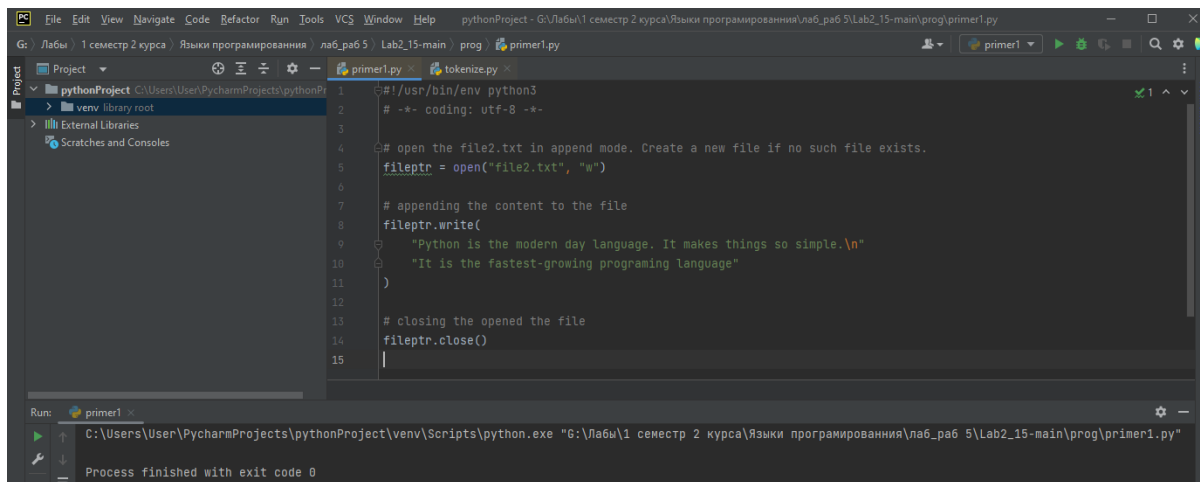 PC File Edit View Navigate Code Refactor Run Tools VCS Window Help pythonProject - G:\Лабы\1 семестр 2 курса\Языки програмированния\лаб_раб 5\Lab2_15-main\prog\primer1.py
G: Лабы 1 семестр 2 курса Языки програмированния лаб_раб 5 Lab2_15-main prog primer1.py primer1
Project
Project primer1.py tokenize.py
pythonProject C:\Users\User\PycharmProjects\pythonPr
venv library root
External Libraries
Scratches and Consoles
1 #!/usr/bin/env python3 1
2 # -*- coding: utf-8 -*-
3
4 # open the file2.txt in append mode. Create a new file if no such file exists.
5 fileptr = open("file2.txt", "w")
6
7 # appending the content to the file
8 fileptr.write(
9 "Python is the modern day language. It makes things so simple.\n"
10 "It is the fastest-growing programing language"
11 )
12
13 # closing the opened the file
14 fileptr.close()
15
Run: primer1
C:\Users\User\PycharmProjects\pythonProject\venv\Scripts\python.exe "G:\Лабы\1 семестр 2 курса\Языки програмированния\лаб_раб 5\Lab2_15-main\prog\primer1.py"
Process finished with exit code 0